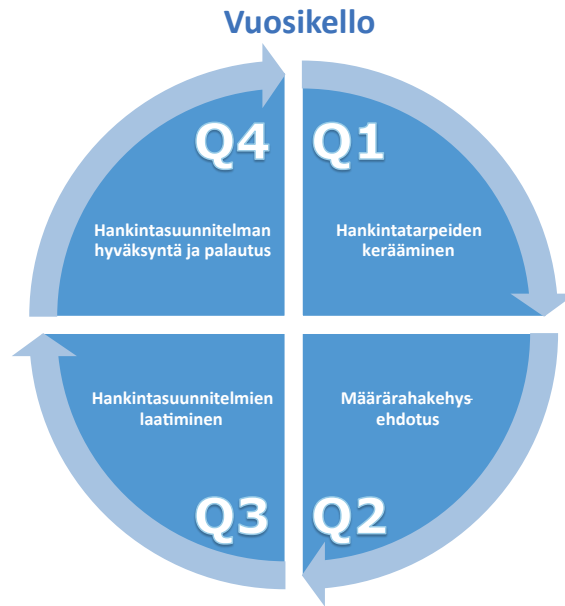 Vuosikello
Q4
Hankintasuunnitelman
hyväksyntä ja palautus
Q1
Hankintatarpeiden
kerääminen
Määrärahakehys-
ehdotus
Q2
Hankintasuunnitelmien
laatiminen
Q3